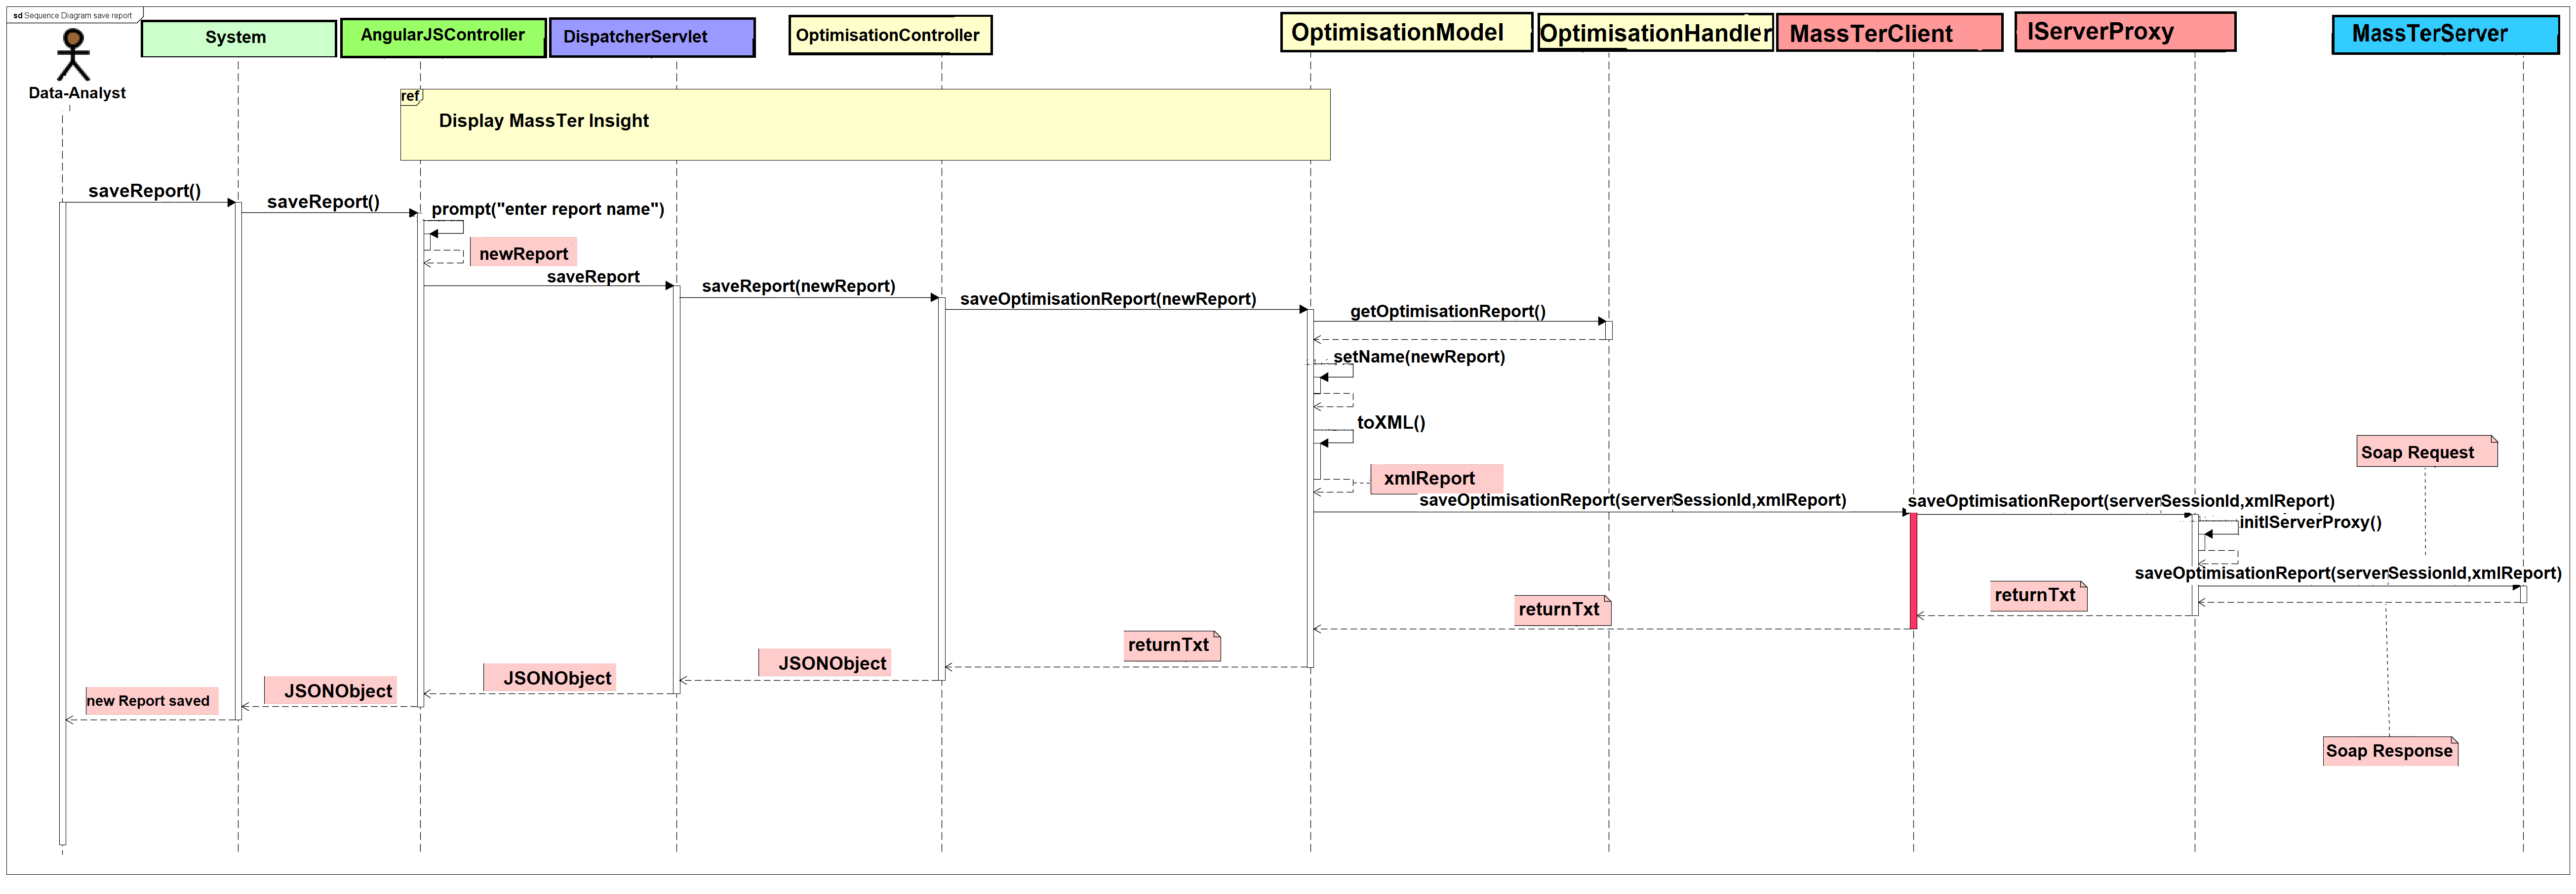 sd Sequence Diagram save report
System
AngularJSController
DispatcherServlet
OptimisationController
OptimisationModel
OptimisationHandler
MassTerClient
IServerProxy
MassTerServer
Data-Analyst
ref
Display MassTer Insight
saveReport()
saveReport()
prompt("enter report name")
newReport
saveReport
saveReport(newReport)
saveOptimisationReport(newReport)
getOptimisationReport()
setName(newReport)
toXML()
Soap Request
xmlReport
saveOptimisationReport(serverSessionId,xmlReport)
saveOptimisationReport(serverSessionId,xmlReport)
initIServerProxy()
saveOptimisationReport(serverSessionId,xmlReport)
returnTxt
returnTxt
returnTxt
JSONObject
JSONObject
JSONObject
new Report saved
Soap Response